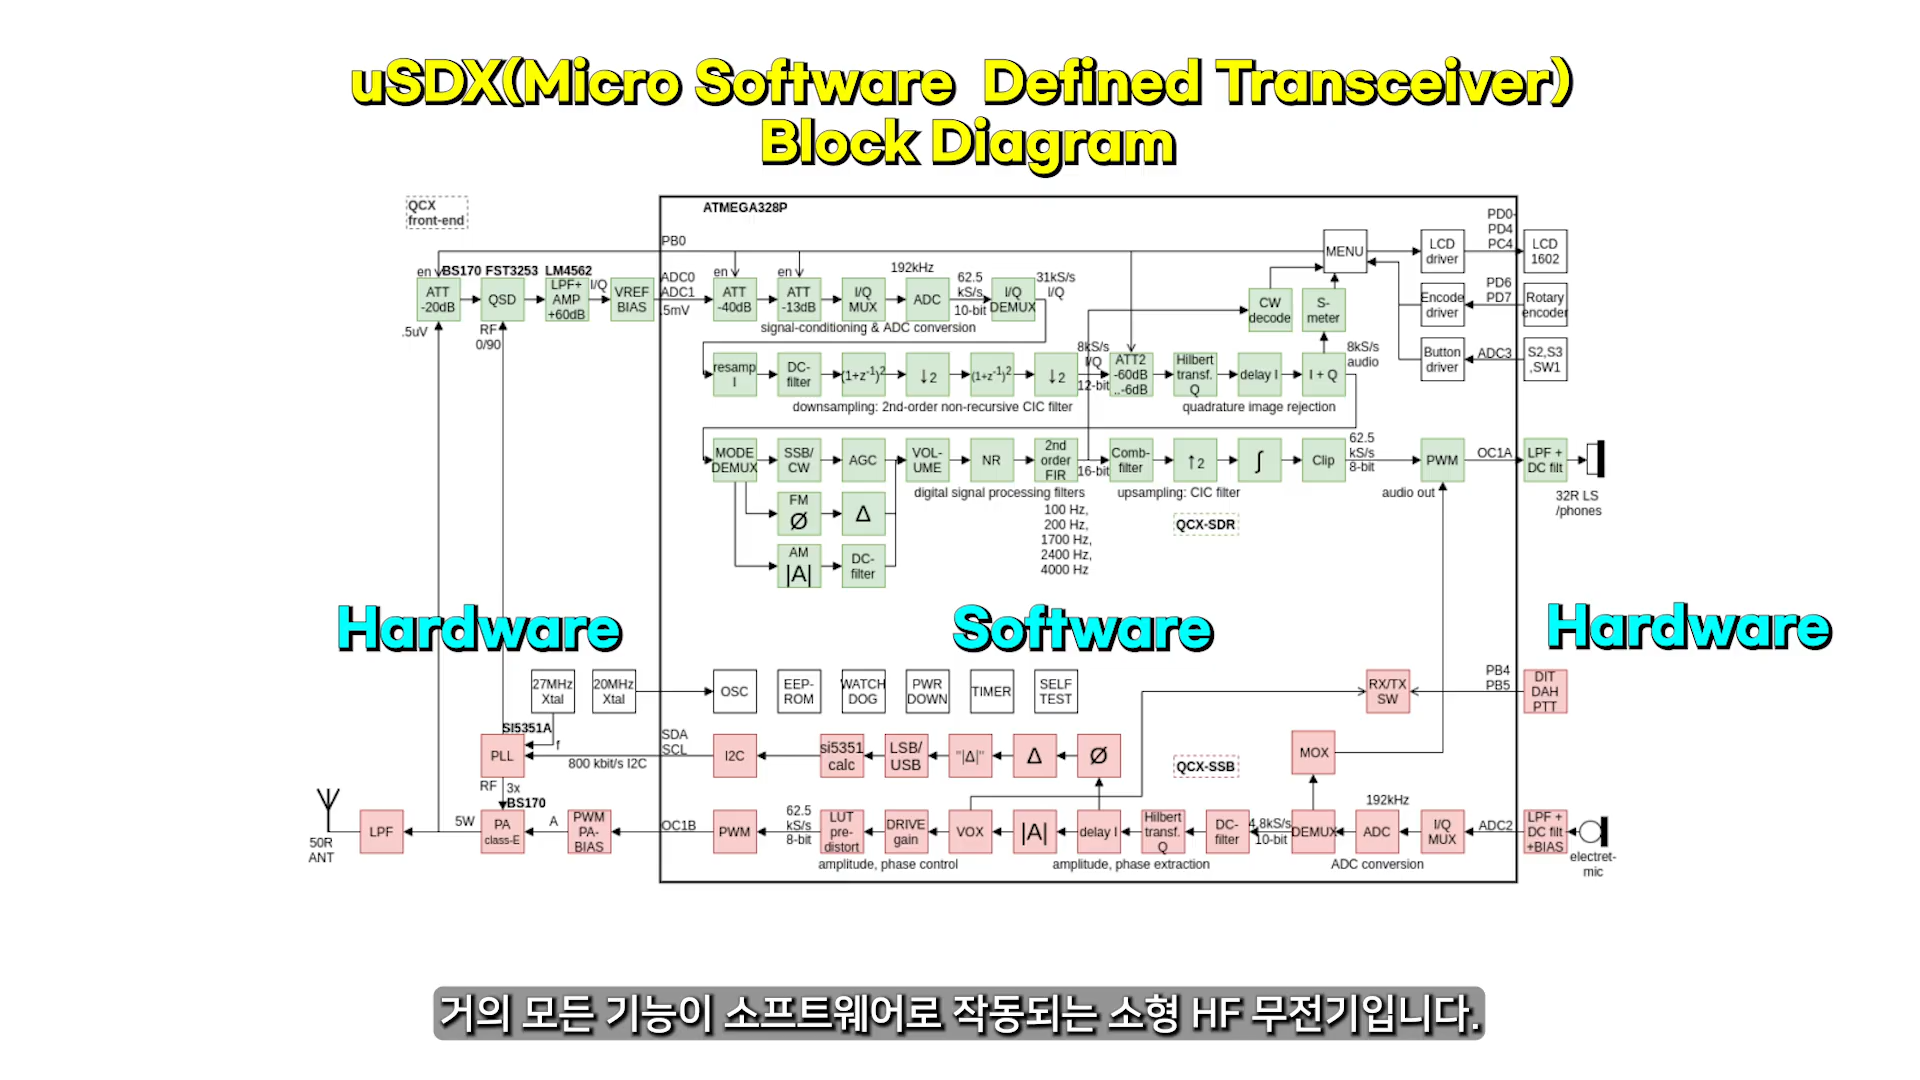 uSDX(Micro Software Defined Transceiver)
Block Diagram
QCX
front-end
ATMEGA328P
PB0
PD0-
PD4
PC4
MENU
LCD
driver
LCD
1602
en
BS170 FST3253 LM4562
ATT
-20dB
QSD
LPF+
AMP
+60dB
I/Q
VREF
BIAS
ADC0
ADC1
.5mV
en
ATT
-40dB
en
ATT
-13dB
I/Q
MUX
192kHz
ADC
62.5
kS/s
10-bit
I/Q
DEMUX
31kS/s
I/Q
signal-conditioning & ADC conversion
CW
decode
S-
meter
Encode
driver
PD6
PD7
Rotary
encoder
.5uV
RF
0/90
resamp
I
DC-
filter
(1+z⁻¹)²
↓2
(1+z⁻¹)²
↓2
8kS/s
I/Q
12-bit
ATT2
-60dB
..-6dB
Hilbert
transf.
Q
delay I
I + Q
8kS/s
audio
Button
driver
ADC3
S2,S3
,SW1
downsampling: 2nd-order non-recursive CIC filter
quadrature image rejection
MODE
DEMUX
SSB/
CW
AGC
VOL-
UME
NR
2nd
order
FIR
16-bit
Comb-
filter
↑2
∫
Clip
62.5
kS/s
8-bit
PWM
OC1A
LPF +
DC filt
digital signal processing filters
upsampling: CIC filter
audio out
32R LS
/phones
FM
Ø
Δ
100 Hz,
200 Hz,
1700 Hz,
2400 Hz,
4000 Hz
QCX-SDR
AM
|A|
DC-
filter
Hardware
Software
Hardware
27MHz
Xtal
20MHz
Xtal
OSC
EEP-
ROM
WATCH
DOG
PWR
DOWN
TIMER
SELF
TEST
RX/TX
SW
PB4
PB5
DIT
DAH
PTT
SI5351A
PLL
f
800 kbit/s I2C
SDA
SCL
I2C
si5351
calc
LSB/
USB
"|Δ|"
Δ
Ø
QCX-SSB
MOX
RF
3x
BS170
50R
ANT
LPF
5W
PA
class-E
A
PWM
PA-
BIAS
OC1B
PWM
62.5
kS/s
8-bit
LUT
pre-
distort
DRIVE
gain
VOX
|A|
delay I
Hilbert
transf.
Q
DC-
filter
4.8kS/s
10-bit
DEMUX
192kHz
ADC
I/Q
MUX
ADC2
LPF +
DC filt
+BIAS
electret-
mic
amplitude, phase control
amplitude, phase extraction
ADC conversion
거의 모든 기능이 소프트웨어로 작동되는 소형 HF 무전기입니다.